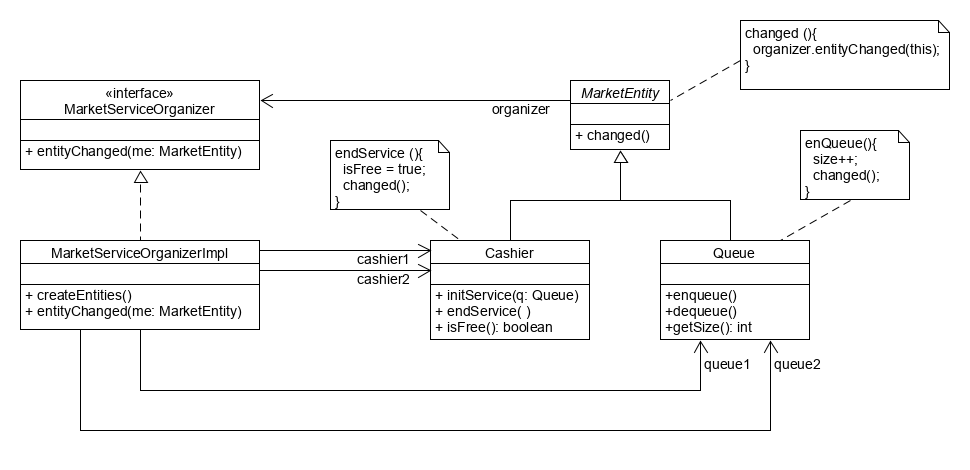 changed (){
organizer.entityChanged(this);
}
«interface»
MarketServiceOrganizer
+ entityChanged(me: MarketEntity)
organizer
MarketEntity
+ changed()
endService (){
isFree = true;
changed();
}
enQueue(){
size++;
changed();
}
MarketServiceOrganizerImpl
+ createEntities()
+ entityChanged(me: MarketEntity)
cashier1
cashier2
Cashier
+ initService(q: Queue)
+ endService( )
+ isFree(): boolean
Queue
+enqueue()
+dequeue()
+getSize(): int
queue1
queue2